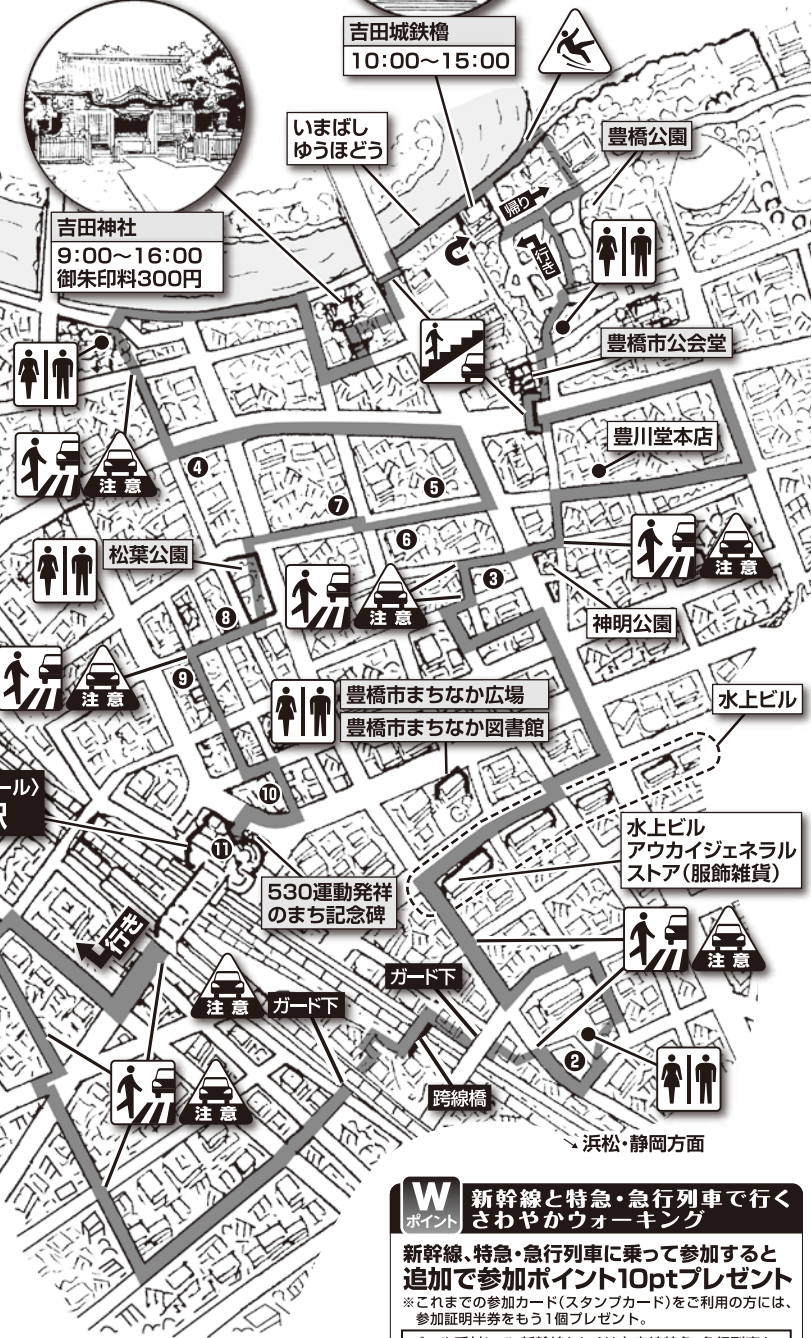 吉田城鉄櫓
10:00〜15:00
いまばし
ゆうほどう
豊橋公園
帰り
行き
吉田神社
9:00〜16:00
御朱印料300円
豊橋市公会堂
豊川堂本店
注意
④
⑤
⑦
⑥
松葉公園
注意
③
注意
神明公園
⑧
注意
⑨
豊橋市まちなか広場
豊橋市まちなか図書館
水上ビル
ール〉
⑩
⑪
水上ビル
アウカイジェネラル
ストア(服飾雑貨)
530運動発祥
のまち記念碑
行き
注意
ガード下
ガード下
注意
②
注意
跨線橋
浜松・静岡方面
W
ポイント
新幹線と特急・急行列車で行く
さわやかウォーキング
新幹線、特急・急行列車に乗って参加すると
追加で参加ポイント10ptプレゼント
※これまでの参加カード(スタンプカード)をご利用の方には、
参加証明半券をもう1個プレゼント。